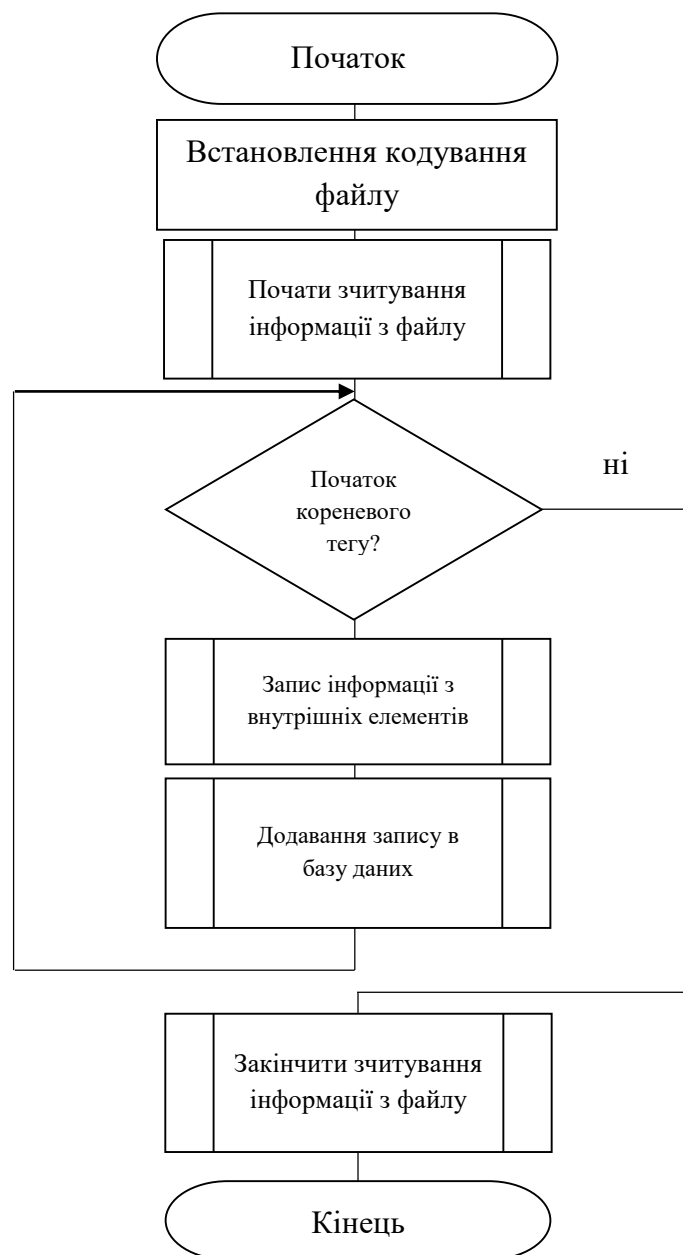 Початок
Встановлення кодування
файлу
Почати зчитування
інформації з файлу
Початок
кореневого
тегу?
ні
Запис інформації з
внутрішніх елементів
Додавання запису в
базу даних
Закінчити зчитування
інформації з файлу
Кінець